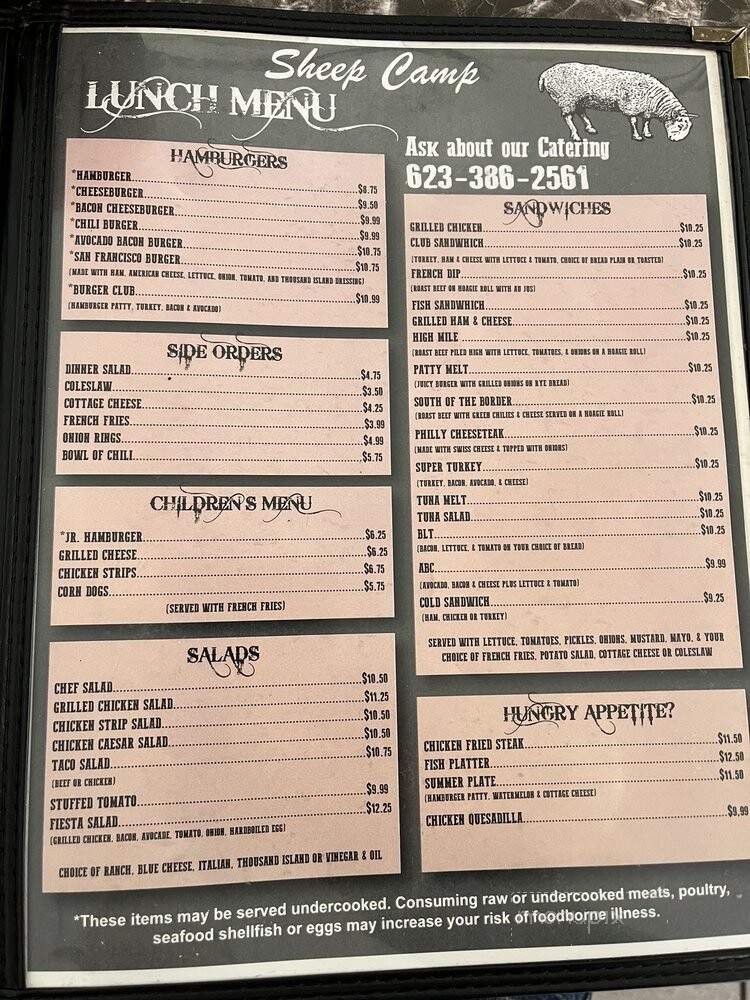 Sheep Camp
LUNCH MENU
Ask about our Catering
623-386-2561
HAMBURGERS
*HAMBURGER $8.75
*CHEESEBURGER $9.50
*BACON CHEESEBURGER $9.99
*CHILI BURGER $9.99
*AVOCADO BACON BURGER $10.75
*SAN FRANCISCO BURGER $10.75
(MADE WITH HAM, AMERICAN CHEESE, LETTUCE, ONION, TOMATO, AND THOUSAND ISLAND DRESSING)
*BURGER CLUB $10.99
(HAMBURGER PATTY, TURKEY, BACON & AVOCADO)
SIDE ORDERS
DINNER SALAD $4.75
COLESLAW $3.50
COTTAGE CHEESE $4.25
FRENCH FRIES $3.99
ONION RINGS $4.99
BOWL OF CHILI $5.75
CHILDREN'S MENU
*JR. HAMBURGER $6.25
GRILLED CHEESE $6.25
CHICKEN STRIPS $6.75
CORN DOGS $5.75
(SERVED WITH FRENCH FRIES)
SALADS
CHEF SALAD $10.50
GRILLED CHICKEN SALAD $11.25
CHICKEN STRIP SALAD $10.50
CHICKEN CAESAR SALAD $10.50
TACO SALAD $10.75
(BEEF OR CHICKEN)
STUFFED TOMATO $9.99
FIESTA SALAD $12.25
(GRILLED CHICKEN, BACON, AVOCADE, TOMATO, ONION, HARDBOILED EGG)
CHOICE OF RANCH, BLUE CHEESE, ITALIAN, THOUSAND ISLAND OR VINEGAR & OIL
SANDWICHES
GRILLED CHICKEN $10.25
CLUB SANDWHICH $10.25
(TURKEY, HAM & CHEESE WITH LETTUCE & TOMATO, CHOICE OF BREAD PLAIN OR TOASTED)
FRENCH DIP $10.25
(ROAST BEEF ON HOAGIE ROLL WITH AU JUS)
FISH SANDWHICH $10.25
GRILLED HAM & CHEESE $10.25
HIGH MILE $10.25
(ROAST BEEF PILED HIGH WITH LETTUCE, TOMATOES, & ONIONS ON A HOAGIE ROLL)
PATTY MELT $10.25
(JUICY BURGER WITH GRILLED ONIONS ON RYE BREAD)
SOUTH OF THE BORDER $10.25
(ROAST BEEF WITH GREEN CHILIES & CHEESE SERVED ON A HOAGIE ROLL)
PHILLY CHEESETEAK $10.25
(MADE WITH SWISS CHEESE & TOPPED WITH ONIONS)
SUPER TURKEY $10.25
(TURKEY, BACON, AVOCADO, & CHEESE)
TUNA MELT $10.25
TUNA SALAD $10.25
BLT $10.25
(BACON, LETTUCE, & TOMATO ON YOUR CHOICE OF BREAD)
ABC $9.99
(AVOCADO, BACON & CHEESE PLUS LETTUCE & TOMATO)
COLD SANDWICH $9.25
(HAM, CHICKEN OR TURKEY)
SERVED WITH LETTUCE, TOMATOES, PICKLES, ONIONS, MUSTARD, MAYO, & YOUR
CHOICE OF FRENCH FRIES, POTATO SALAD, COTTAGE CHEESE OR COLESLAW
HUNGRY APPETITE?
CHICKEN FRIED STEAK $11.50
FISH PLATTER $12.50
SUMMER PLATE $11.50
(HAMBURGER PATTY, WATERMELON & COTTAGE CHEESE)
CHICKEN QUESADILLA $9.99
*These items may be served undercooked. Consuming raw or undercooked meats, poultry,
seafood shellfish or eggs may increase your risk of foodborne illness.